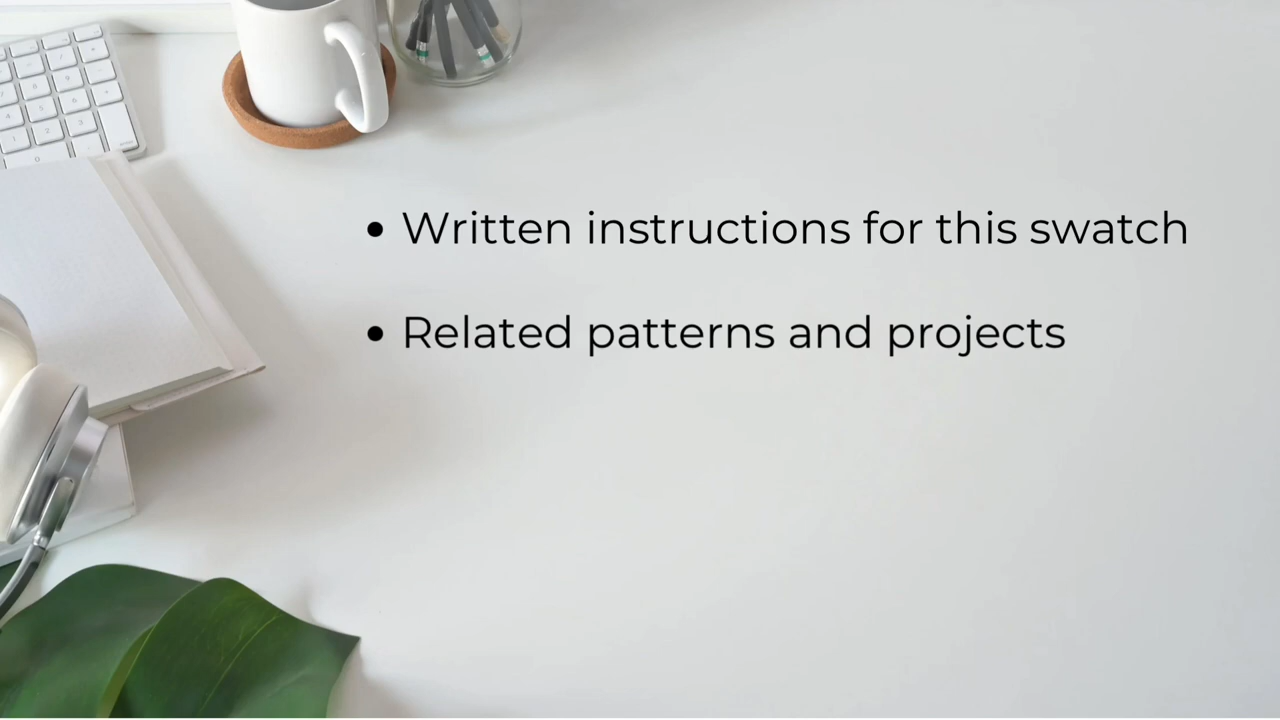 • Written instructions for this swatch
• Related patterns and projects